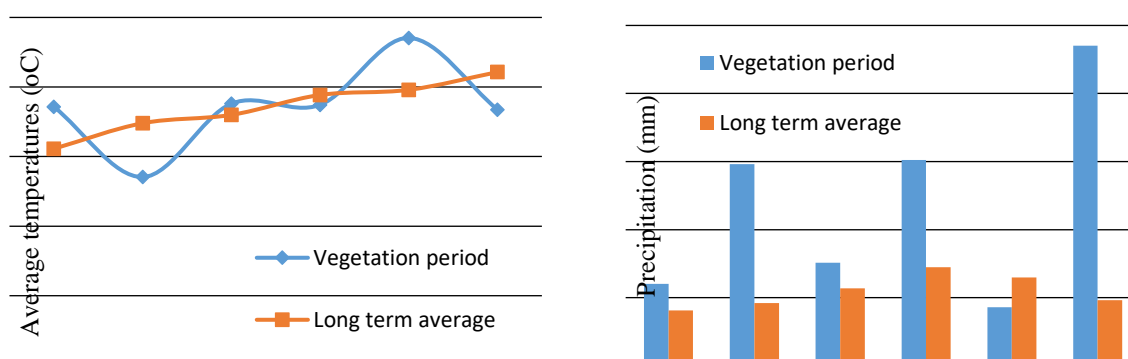 Average temperatures (oC)
Vegetation period
Long term average
Precipitation (mm)
Vegetation period
Long term average